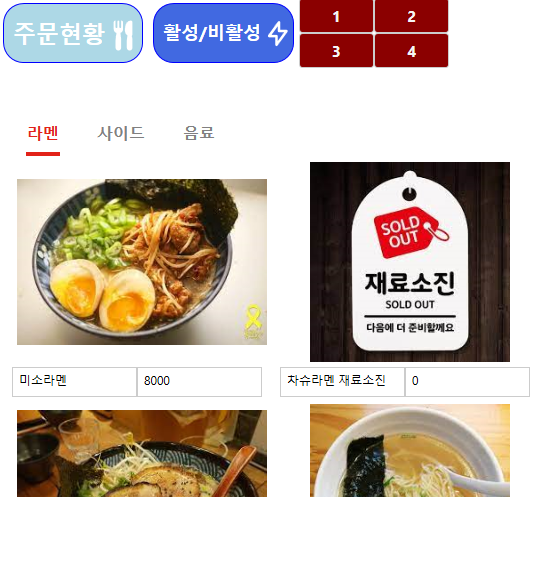 주문현황
활성/비활성
1 2
3 4
라멘 사이드 음료
SOLD OUT
재료소진
SOLD OUT
다음에 더 준비할께요
미소라멘 8000
차슈라멘 재료소진 0